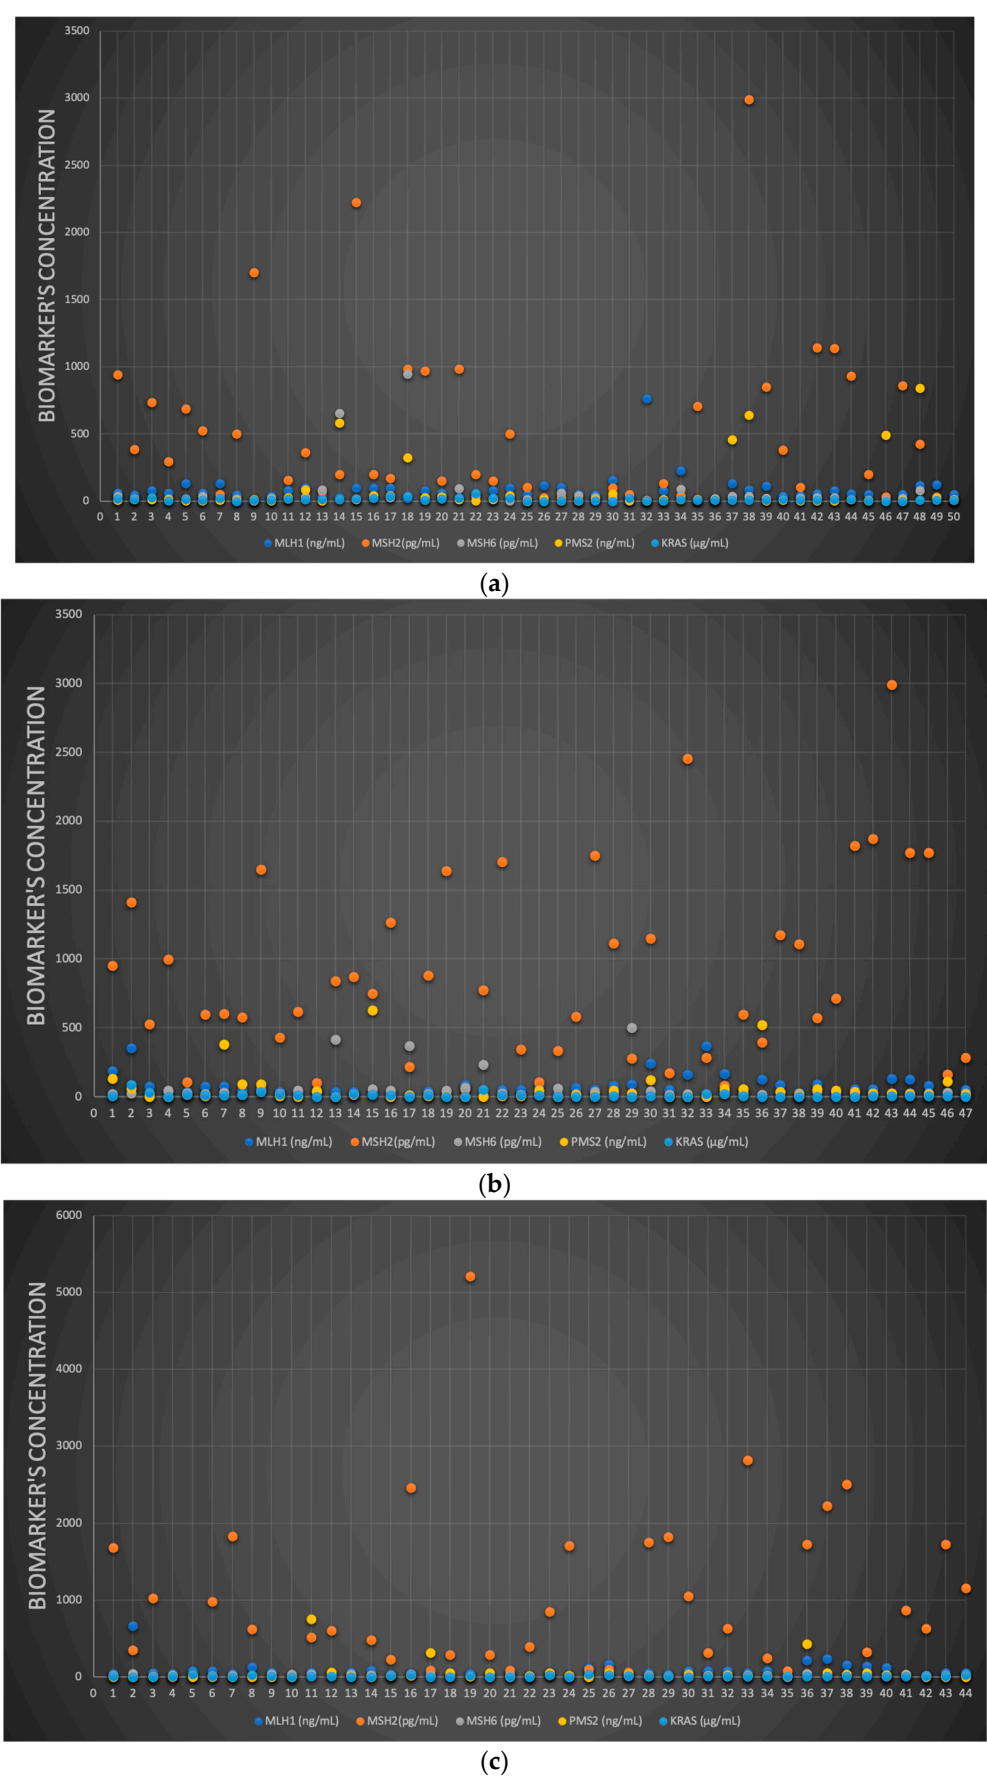 3500
3000
2500
2000
1500
1000
500
0
BIOMARKER'S CONCENTRATION
0 1 2 3 4 5 6 7 8 9 10 11 12 13 14 15 16 17 18 19 20 21 22 23 24 25 26 27 28 29 30 31 32 33 34 35 36 37 38 39 40 41 42 43 44 45 46 47 48 49 50
MLH1 (ng/mL) MSH2(pg/mL) MSH6 (pg/mL) PMS2 (ng/mL) KRAS (µg/mL)
(a)
3500
3000
2500
2000
1500
1000
500
0
BIOMARKER'S CONCENTRATION
0 1 2 3 4 5 6 7 8 9 10 11 12 13 14 15 16 17 18 19 20 21 22 23 24 25 26 27 28 29 30 31 32 33 34 35 36 37 38 39 40 41 42 43 44 45 46 47
MLH1 (ng/mL) MSH2(pg/mL) MSH6 (pg/mL) PMS2 (ng/mL) KRAS (µg/mL)
(b)
6000
5000
4000
3000
2000
1000
0
BIOMARKER'S CONCENTRATION
0 1 2 3 4 5 6 7 8 9 10 11 12 13 14 15 16 17 18 19 20 21 22 23 24 25 26 27 28 29 30 31 32 33 34 35 36 37 38 39 40 41 42 43 44
MLH1 (ng/mL) MSH2(pg/mL) MSH6 (pg/mL) PMS2 (ng/mL) KRAS (µg/mL)
(c)